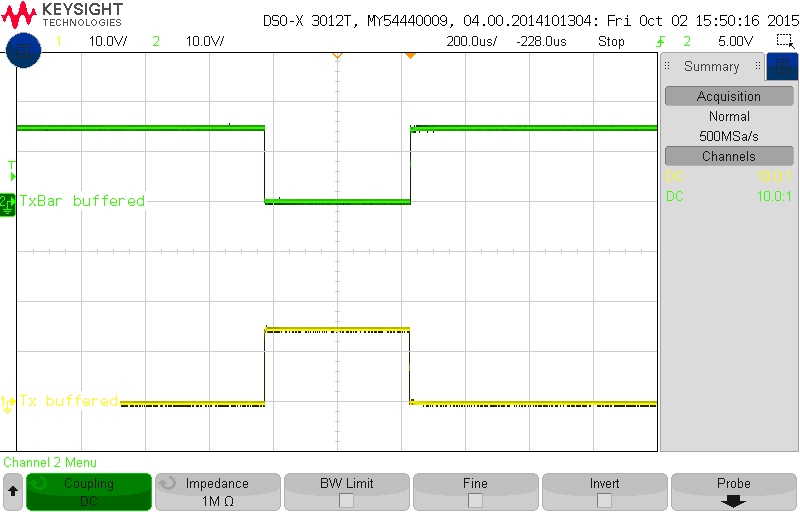 KEYSIGHT
TECHNOLOGIES
DSO-X 3012T, MY54440009, 04.00.2014101304: Fri Oct 02 15:50:16 2015
1 10.0V/ 2 10.0V/ 200.0us/ -228.0us Stop 2 5.00V
Summary
Acquisition
Normal
500MSa/s
Channels
DC 10.0:1
DC 10.0:1
T
2 TxBar buffered
1 Tx buffered
Channel 2 Menu
Coupling
DC
Impedance
1M Ω
BW Limit
Fine
Invert
Probe